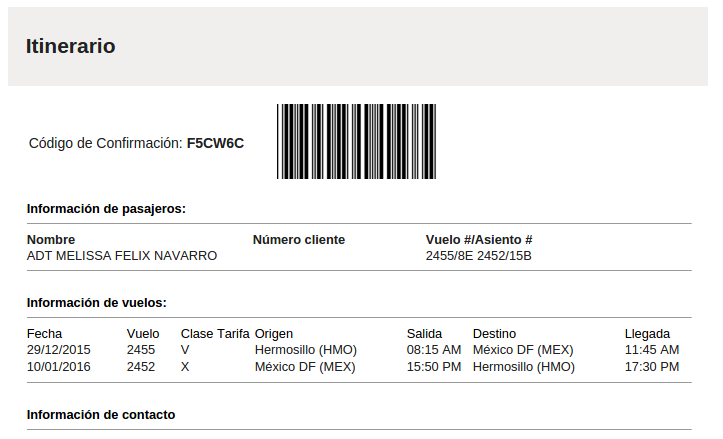 Itinerario
Código de Confirmación: F5CW6C
Información de pasajeros:
Nombre Número cliente Vuelo #/Asiento #
ADT MELISSA FELIX NAVARRO 2455/8E 2452/15B
Información de vuelos:
Fecha Vuelo Clase Tarifa Origen Salida Destino Llegada
29/12/2015 2455 V Hermosillo (HMO) 08:15 AM México DF (MEX) 11:45 AM
10/01/2016 2452 X México DF (MEX) 15:50 PM Hermosillo (HMO) 17:30 PM
Información de contacto